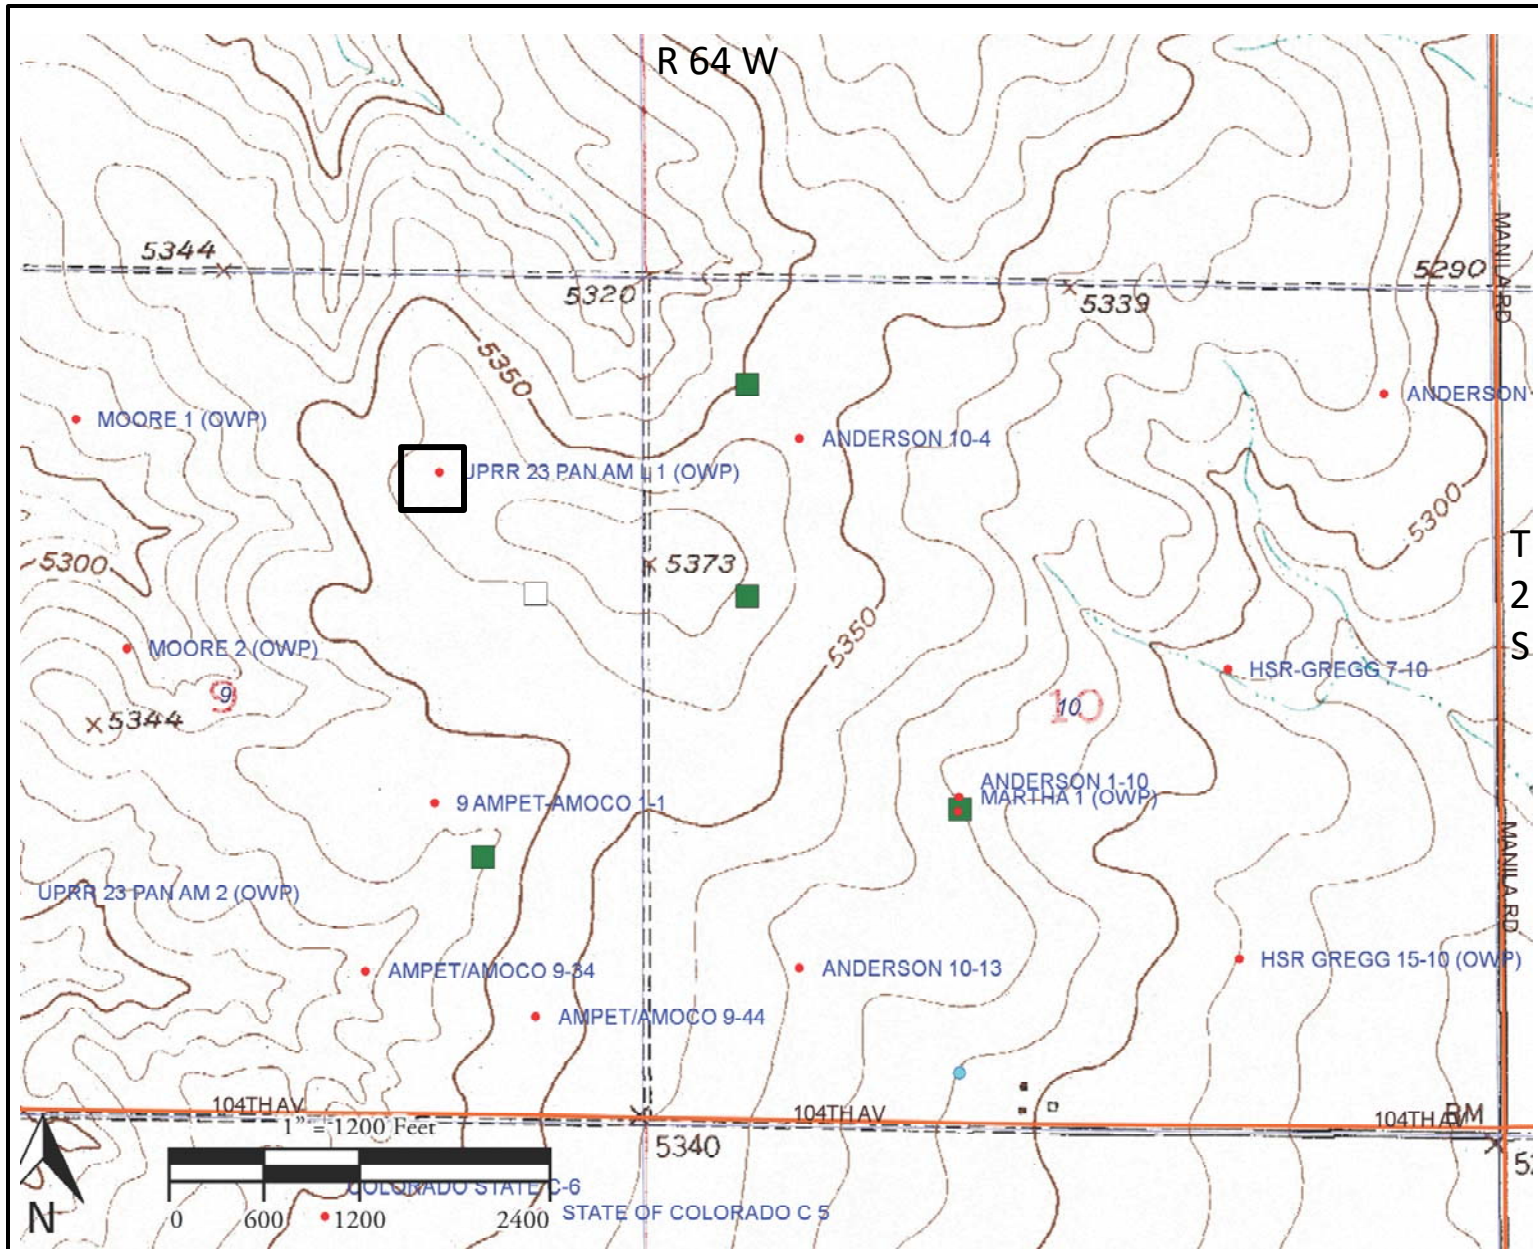 R 64 W
5344
5320
5339
5290
MANILA RD
5350
MOORE 1 (OWP)
ANDERSON 10-4
ANDERSON
UPRR 23 PAN AM L 1 (OWP)
5300
5300
5373
T
2
S
5350
MOORE 2 (OWP)
HSR-GREGG 7-10
9
9
10
10
5344
ANDERSON 1-10
MARTHA 1 (OWP)
9 AMPET-AMOCO 1-1
MANILA RD
UPRR 23 PAN AM 2 (OWP)
AMPET/AMOCO 9-34
ANDERSON 10-13
HSR GREGG 15-10 (OWP)
AMPET/AMOCO 9-44
104TH AV
104TH AV
104TH AV
BM
1" = 1200 Feet
5340
COLORADO STATE C-6
N
0 600 1200 2400
STATE OF COLORADO C 5